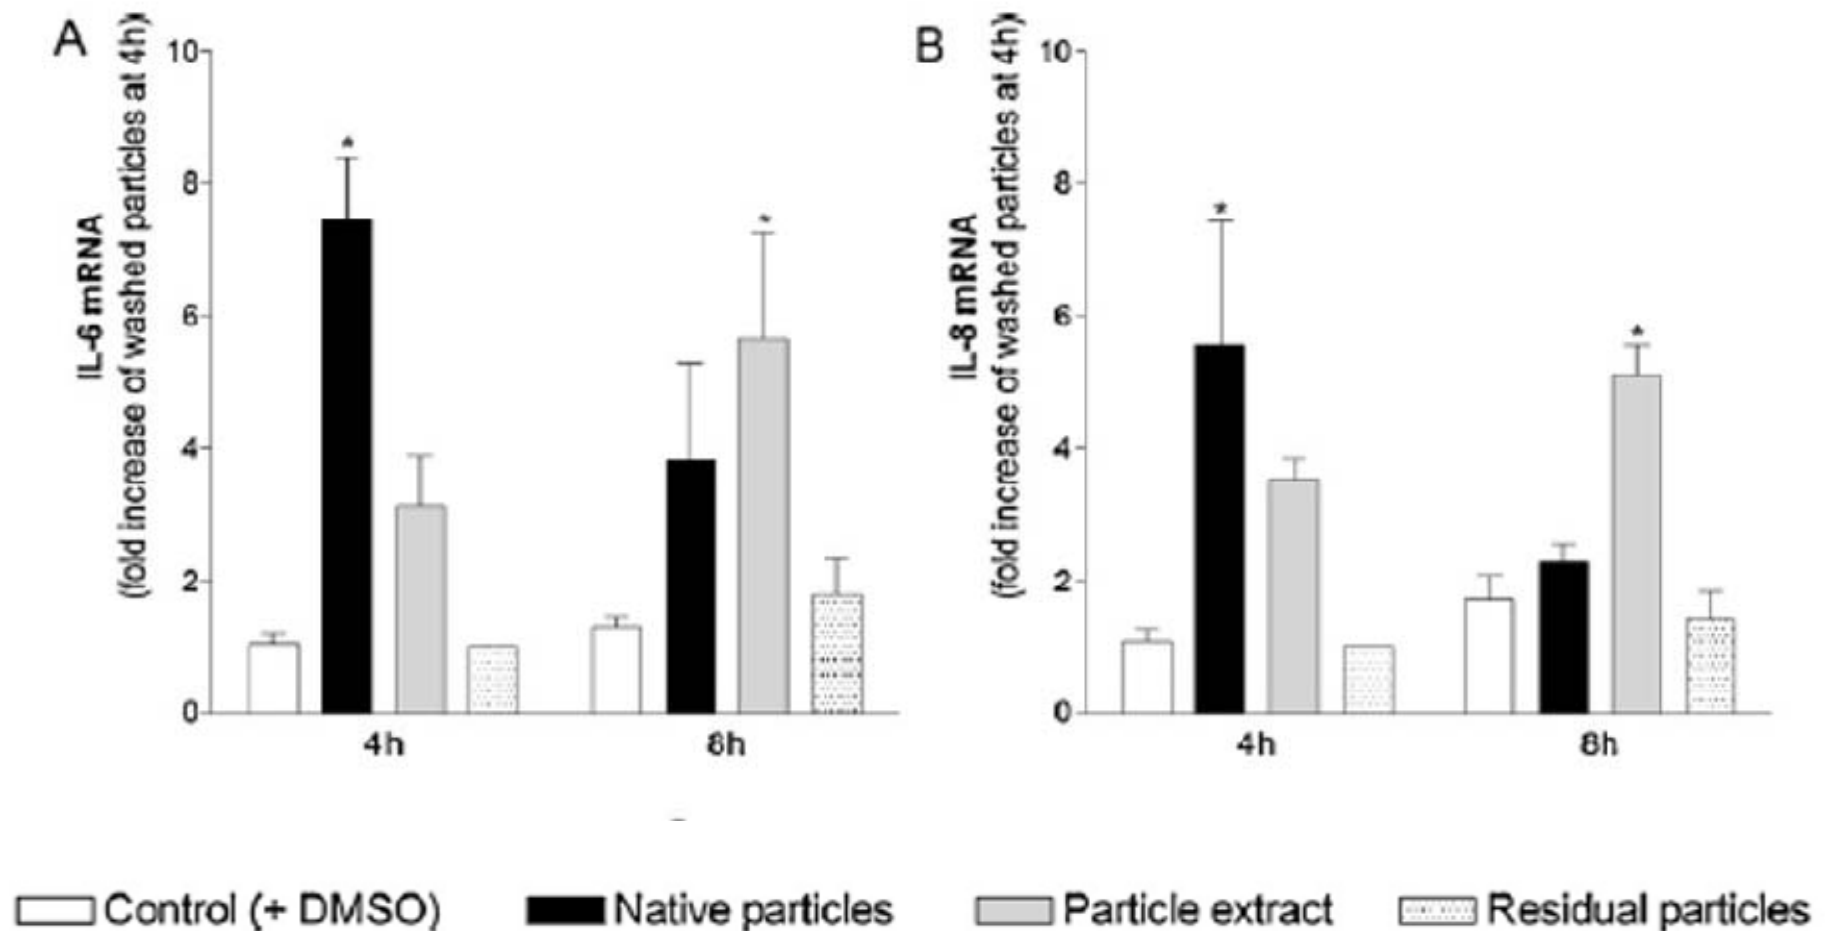 A
IL-6 mRNA
(fold increase of washed particles at 4h)
10
8
6
4
2
0
*
*
4h
8h
B
IL-8 mRNA
(fold increase of washed particles at 4h)
10
8
6
4
2
0
*
*
4h
8h
Control (+ DMSO)
Native particles
Particle extract
Residual particles